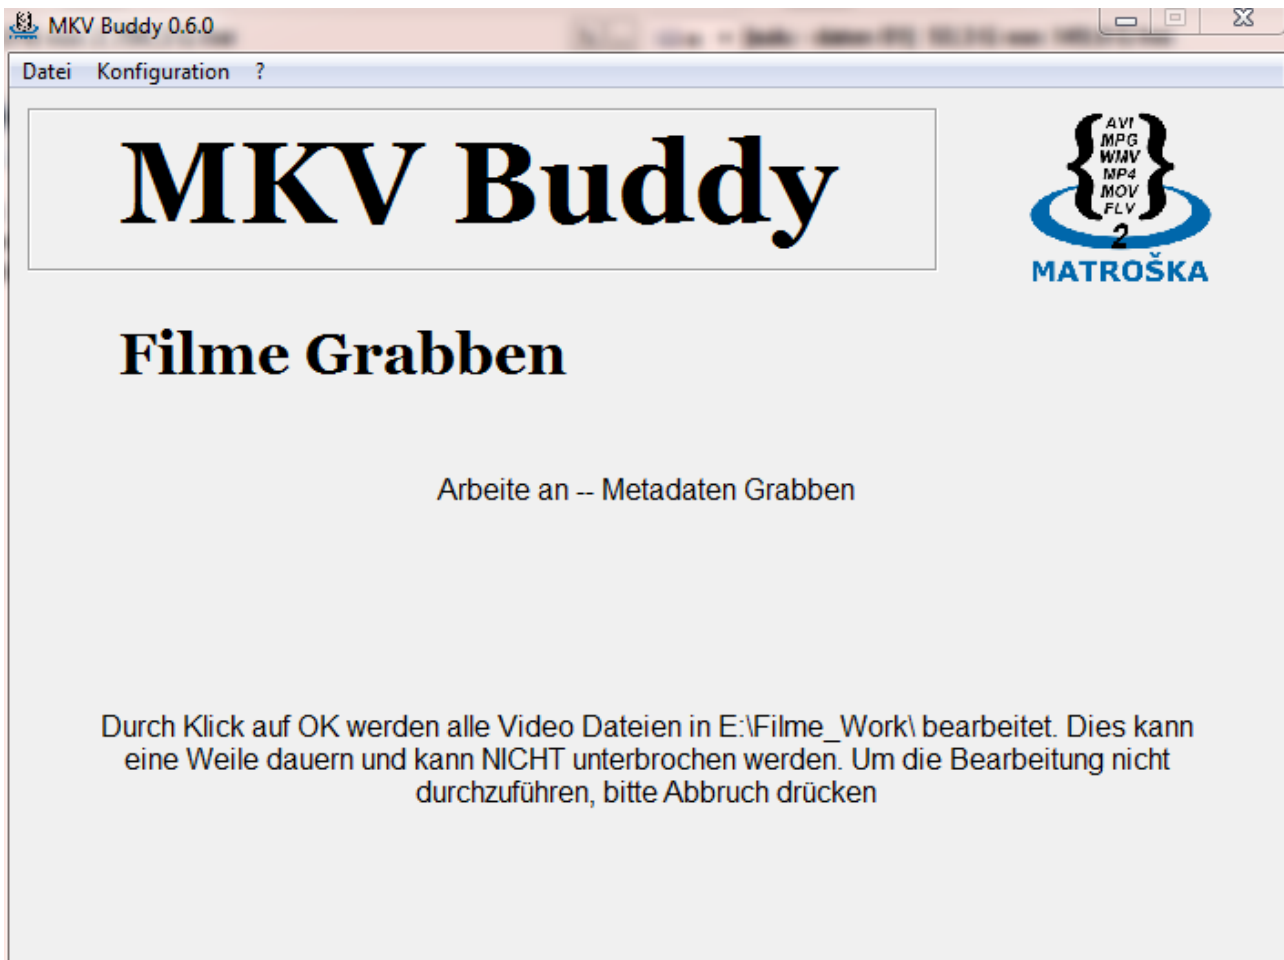 MKV Buddy 0.6.0
Datei Konfiguration ?
MKV Buddy
AVI
MPG
WMV
MP4
MOV
FLV
2
MATROŠKA
Filme Grabben
Arbeite an -- Metadaten Grabben
Durch Klick auf OK werden alle Video Dateien in E:\Filme_Work\ bearbeitet. Dies kann
eine Weile dauern und kann NICHT unterbrochen werden. Um die Bearbeitung nicht
durchzuführen, bitte Abbruch drücken